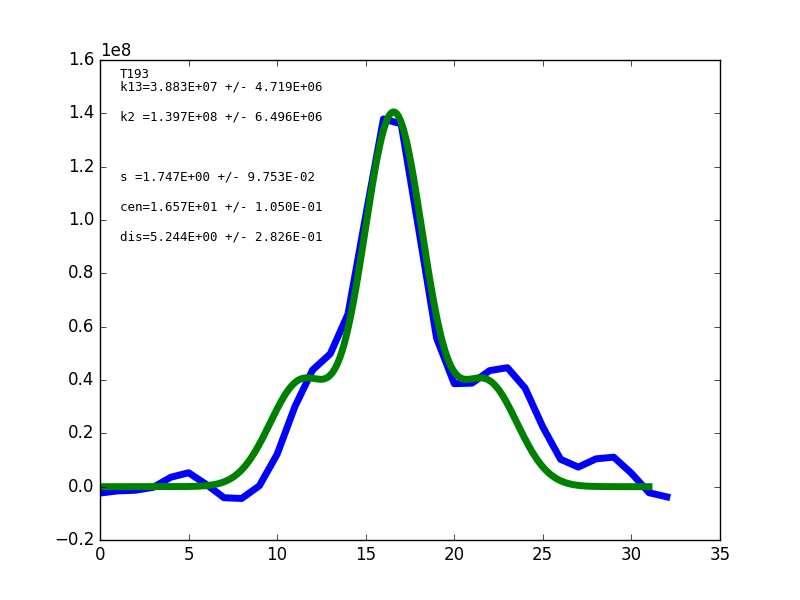 1e8
T193
k13=3.883E+07 +/- 4.719E+06
k2 =1.397E+08 +/- 6.496E+06
s =1.747E+00 +/- 9.753E-02
cen=1.657E+01 +/- 1.050E-01
dis=5.244E+00 +/- 2.826E-01
1.6
1.4
1.2
1.0
0.8
0.6
0.4
0.2
0.0
−0.2
0 5 10 15 20 25 30 35